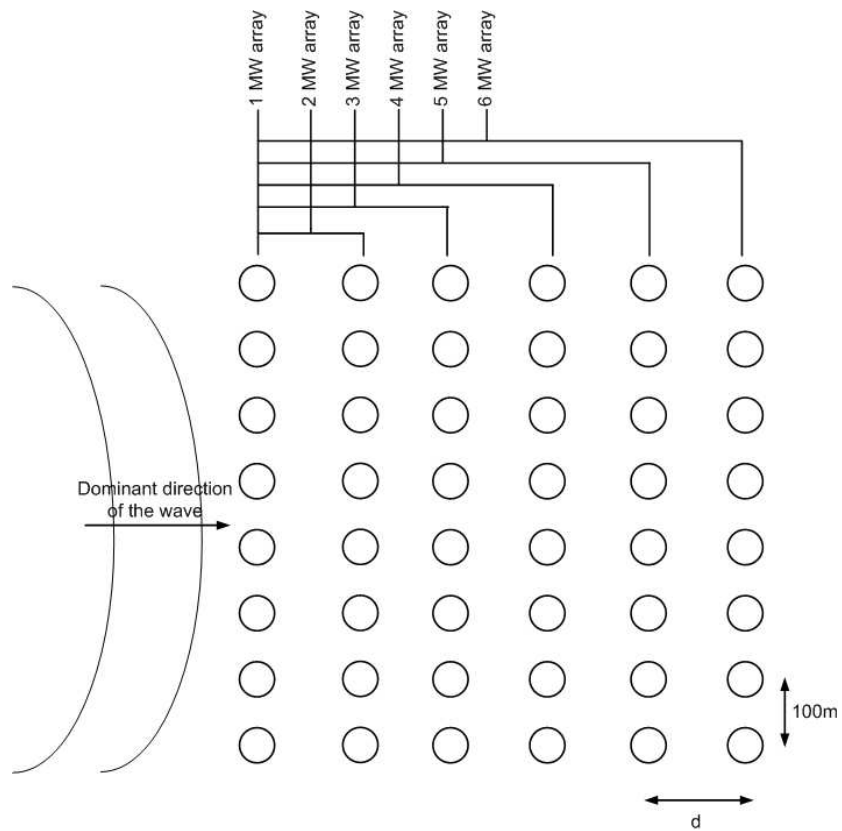 1 MW array
2 MW array
3 MW array
4 MW array
5 MW array
6 MW array
Dominant direction
of the wave
100m
d